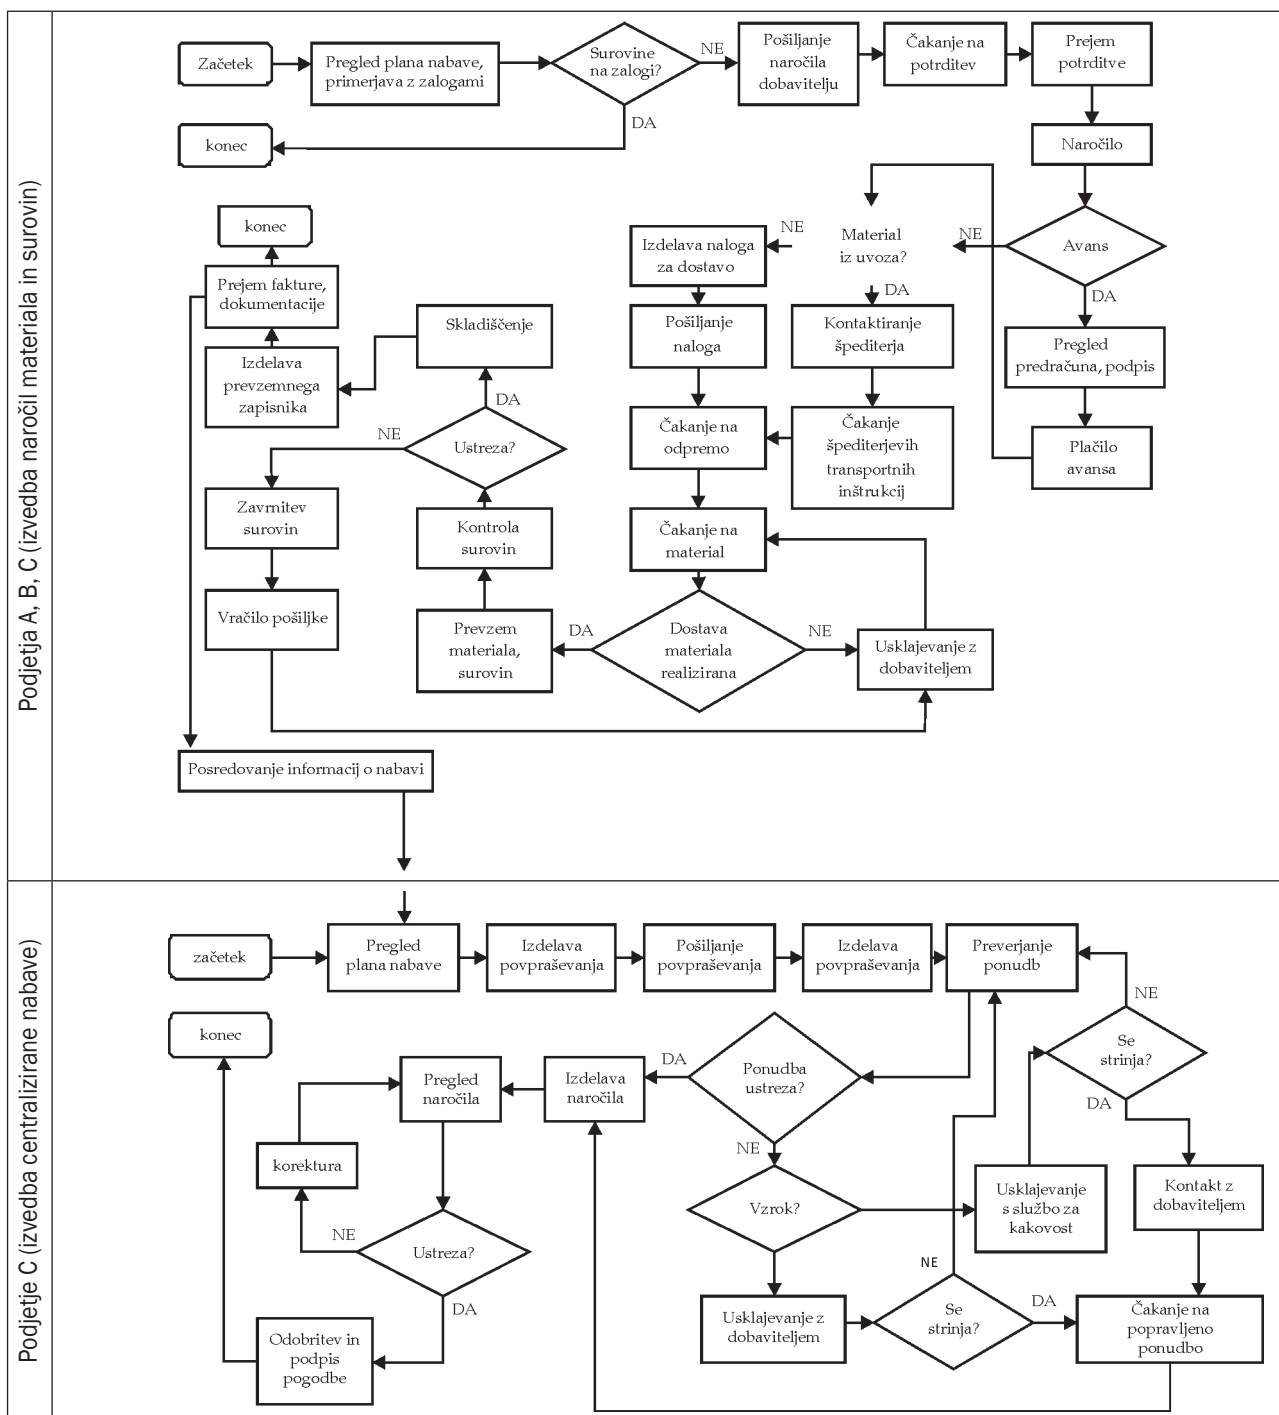 Podjetja A, B, C (izvedba naročil materiala in surovin)
Začetek
Pregled plana nabave,
primerjava z zalogami
Surovine
na zalogi?
NE
DA
Pošiljanje
naročila
dobavitelju
Čakanje na
potrditev
Prejem
potrditve
konec
Naročilo
Avans
NE
DA
Material
iz uvoza?
NE
DA
Izdelava naloga
za dostavo
Pošiljanje
naloga
Kontaktiranje
špediterja
Pregled
predračuna, podpis
Plačilo
avansa
Čakanje
špediterjevih
transportnih
inštrukcij
Čakanje na
odpremo
Čakanje na
material
Dostava
materala
realizirana
DA
NE
Usklajevanje z
dobaviteljem
Prevzem
materiala,
surovin
Kontrola
surovin
Ustreza?
DA
NE
Skladiščenje
Izdelava
prevzemnega
zapisnika
Prejem fakture,
dokumentacije
konec
Zavrnitev
surovin
Vračilo pošiljke
Posredovanje informacij o nabavi
Podjetje C (izvedba centralizirane nabave)
začetek
Pregled
plana nabave
Izdelava
povpraševanja
Pošiljanje
povpraševanja
Izdelava
povpraševanja
Preverjanje
ponudb
konec
Pregled
naročila
Izdelava
naročila
DA
Ponudba
ustreza?
NE
Se
strinja?
NE
DA
korektura
Ustreza?
NE
DA
Vzrok?
Usklajevanje
s službo za
kakovost
Kontakt z
dobaviteljem
Odobritev in
podpis
pogodbe
Usklajevanje z
dobaviteljem
Se
strinja?
NE
DA
Čakanje na
popravljeno
ponudbo